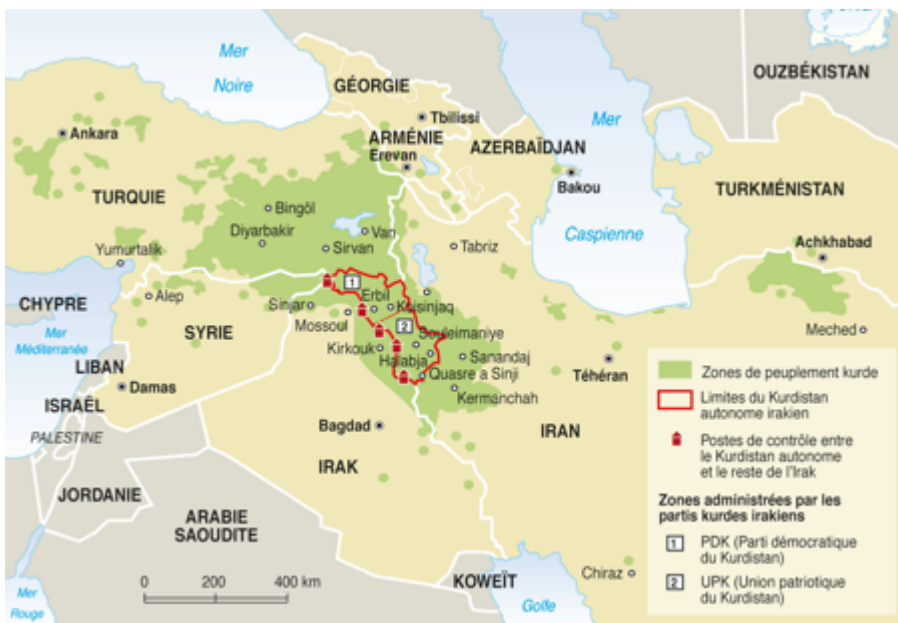 Mer
Noire
GÉORGIE
OUZBÉKISTAN
Tbilissi
Ankara
ARMÉNIE
Erevan
AZERBAÏDJAN
Mer
Bakou
TURKMÉNISTAN
TURQUIE
Bingöl
Diyarbakir
Van
Sirvan
Tabriz
Caspienne
Achkhabad
Yumurtalik
CHYPRE
Alep
Sinjar
1
Erbil
Koisinjaq
Mossoul
2
Souleimaniye
Meched
Mer
Méditerranée
SYRIE
Kirkouk
Halabja
Sanandaj
Téhéran
LIBAN
Damas
Quasre a Sinji
Kermanchah
ISRAËL
PALESTINE
Bagdad
IRAN
IRAK
JORDANIE
ARABIE
SAOUDITE
KOWEÏT
Chiraz
Mer
Rouge
0 200 400 km
Golfe
Zones de peuplement kurde
Limites du Kurdistan
autonome irakien
Postes de contrôle entre
le Kurdistan autonome
et le reste de l'Irak
Zones administrées par les
partis kurdes irakiens
1 PDK (Parti démocratique
du Kurdistan)
2 UPK (Union patriotique
du Kurdistan)